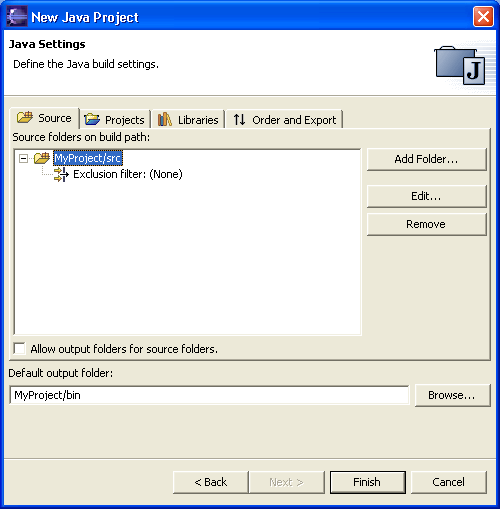 New Java Project
Java Settings
Define the Java build settings.
J
Source Projects Libraries Order and Export
Source folders on build path:
MyProject/src
Exclusion filter: (None)
Add Folder...
Edit...
Remove
Allow output folders for source folders.
Default output folder:
MyProject/bin
Browse...
< Back Next > Finish Cancel